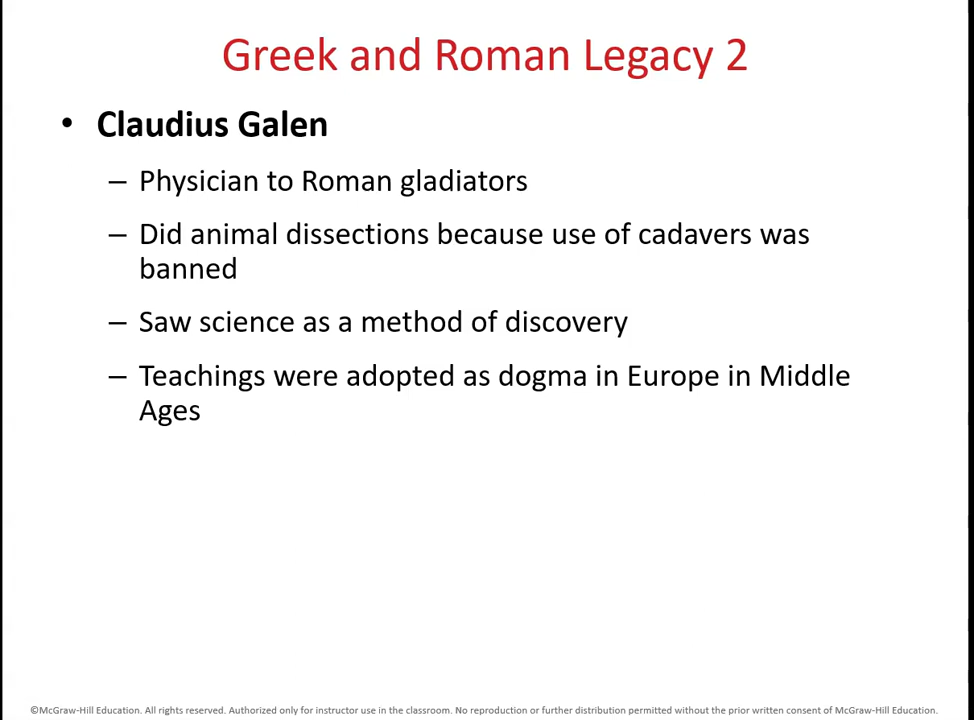 Greek and Roman Legacy 2
• Claudius Galen
– Physician to Roman gladiators
– Did animal dissections because use of cadavers was
banned
– Saw science as a method of discovery
– Teachings were adopted as dogma in Europe in Middle
Ages
©McGraw-Hill Education. All rights reserved. Authorized only for instructor use in the classroom. No reproduction or further distribution permitted without the prior written consent of McGraw-Hill Education.